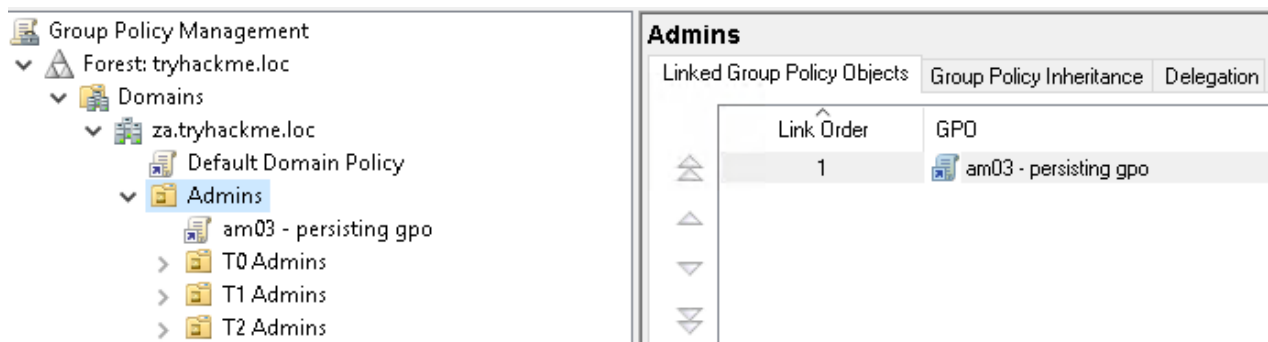 Group Policy Management
Forest: tryhackme.loc
Domains
za.tryhackme.loc
Default Domain Policy
Admins
am03 - persisting gpo
T0 Admins
T1 Admins
T2 Admins
Admins
Linked Group Policy Objects Group Policy Inheritance Delegation
Link Order GPO
1 am03 - persisting gpo